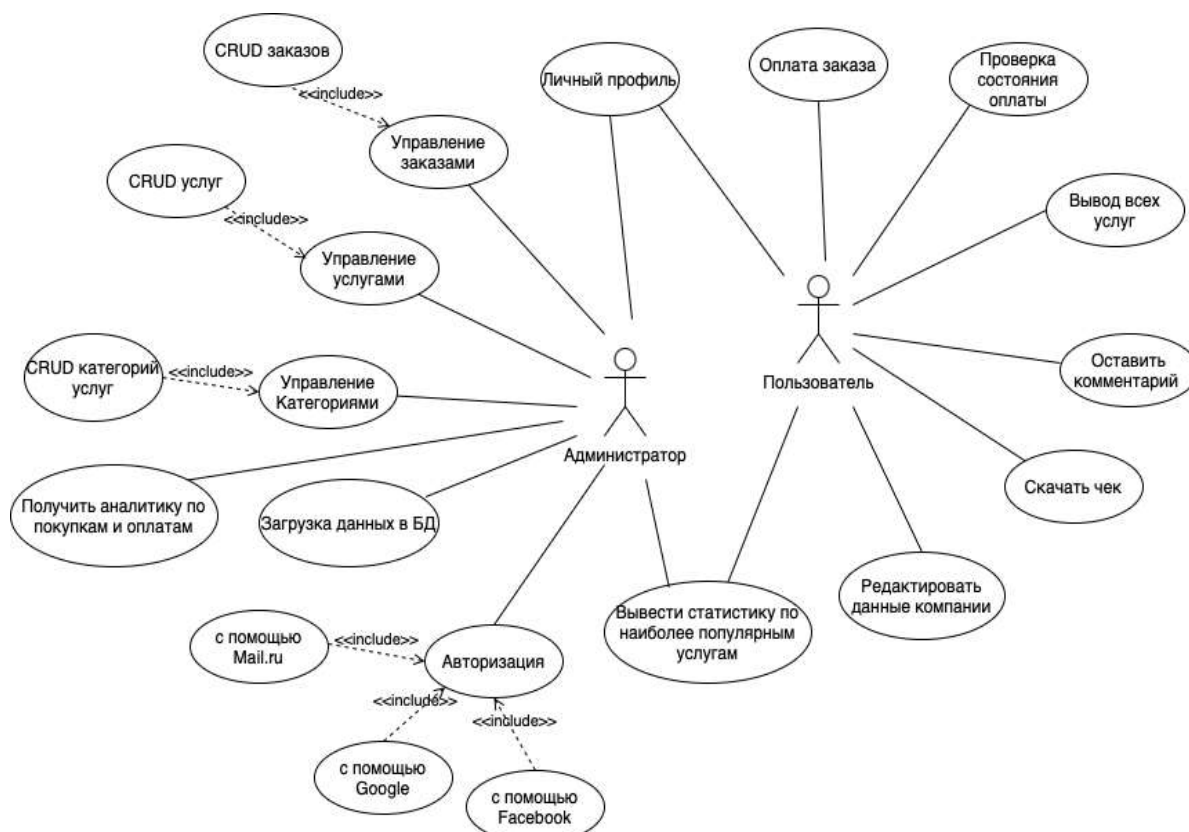 CRUD заказов
<<include>>
Управление
заказами
Личный профиль
Оплата заказа
Проверка
состояния
оплаты
CRUD услуг
<<include>>
Управление
услугами
Вывод всех
услуг
CRUD категорий
услуг
<<include>>
Управление
Категориями
Администратор
Пользователь
Оставить
комментарий
Получить аналитику по
покупкам и оплатам
Загрузка данных в БД
Скачать чек
Редактировать
данные компании
Вывести статистику по
наиболее популярным
услугам
с помощью
Mail.ru
<<include>>
Авторизация
<<include>>
<<include>>
с помощью
Google
с помощью
Facebook